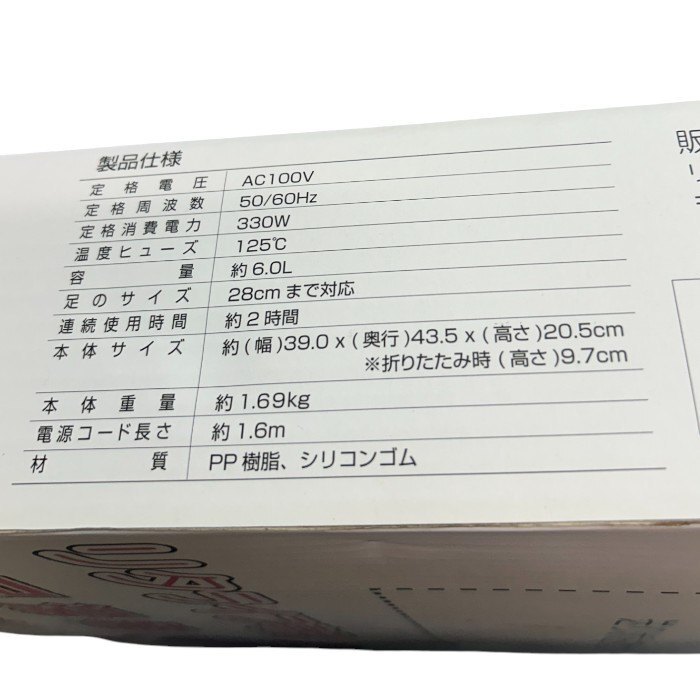 製品仕様
定格電圧 AC100V
定格周波数 50/60Hz
定格消費電力 330W
温度ヒューズ 125℃
容量 約6.0L
足のサイズ 28cmまで対応
連続使用時間 約2時間
本体サイズ 約(幅)39.0 x (奥行)43.5 x (高さ)20.5cm
※折りたたみ時(高さ)9.7cm
本体重量 約1.69kg
電源コード長さ 約1.6m
材質 PP樹脂、シリコンゴム
販